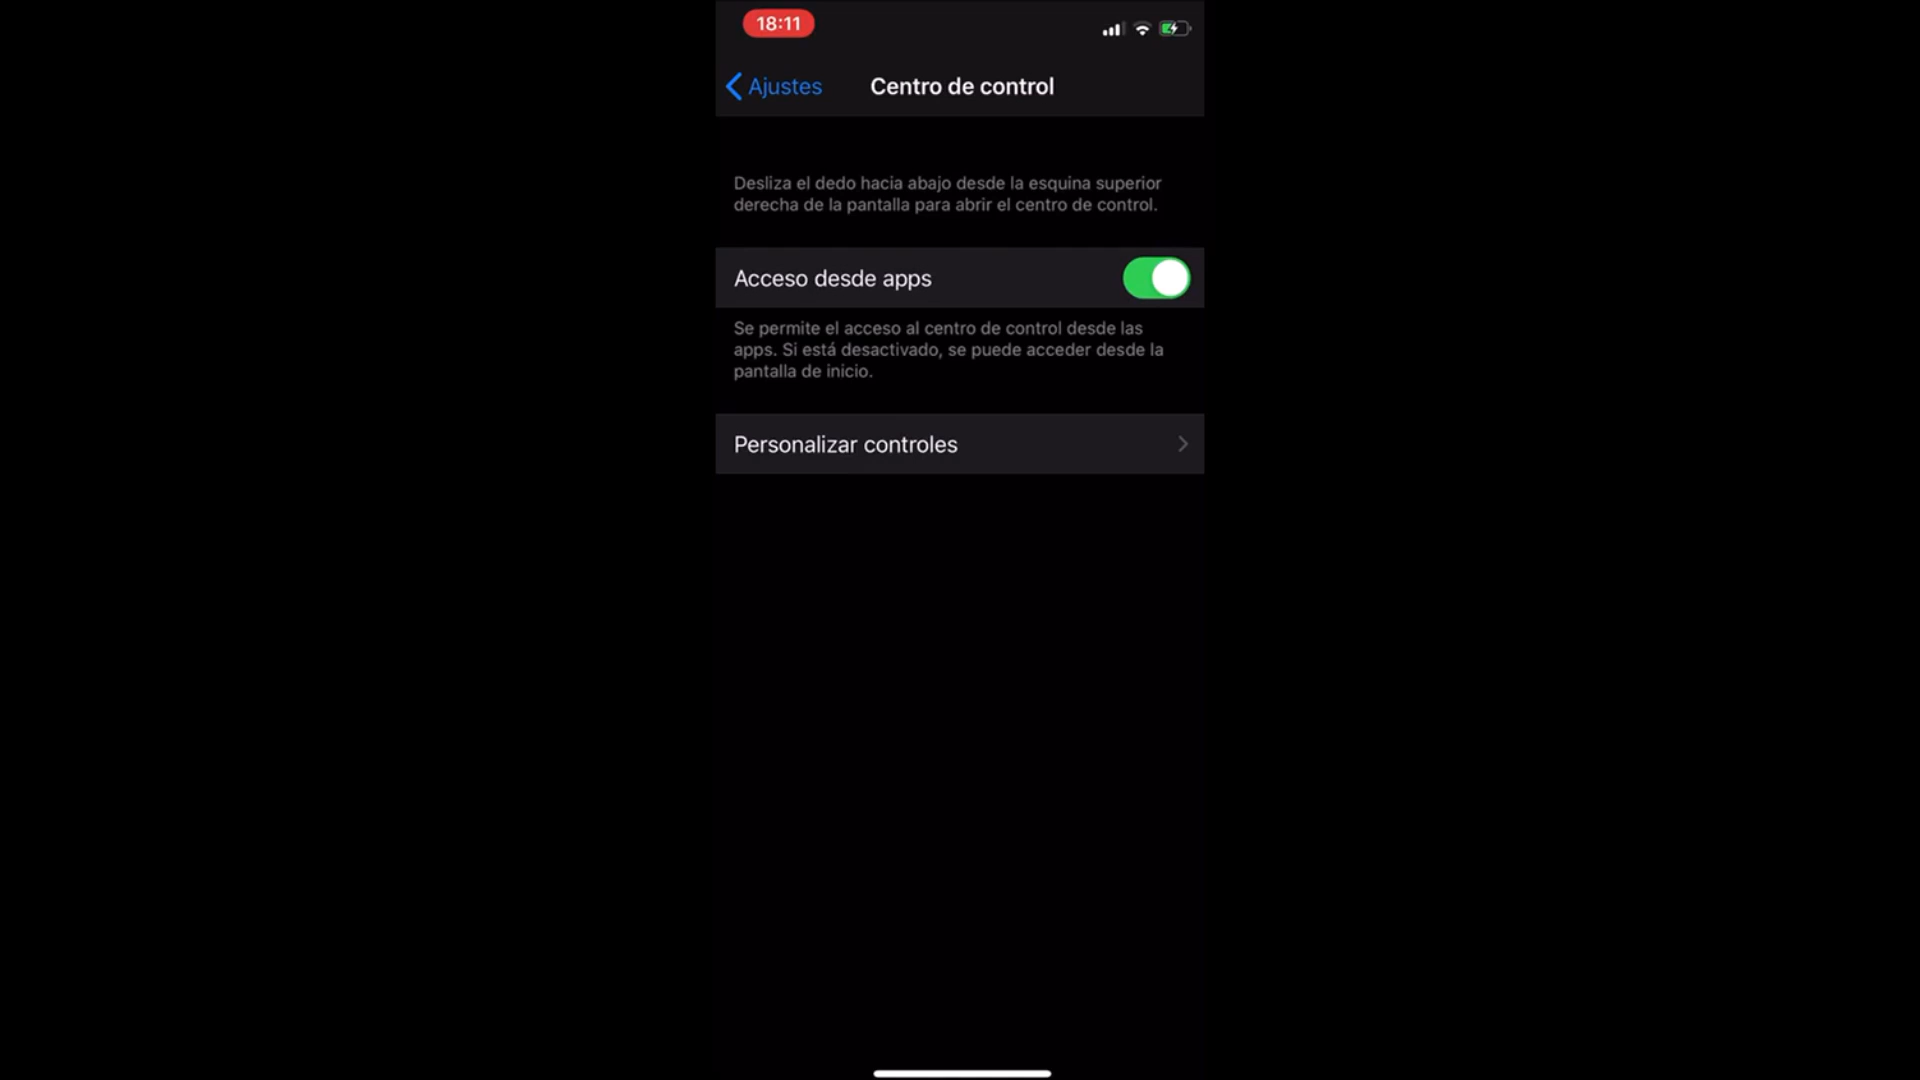 18:11
Ajustes
Centro de control
Desliza el dedo hacia abajo desde la esquina superior
derecha de la pantalla para abrir el centro de control.
Acceso desde apps
Se permite el acceso al centro de control desde las
apps. Si está desactivado, se puede acceder desde la
pantalla de inicio.
Personalizar controles